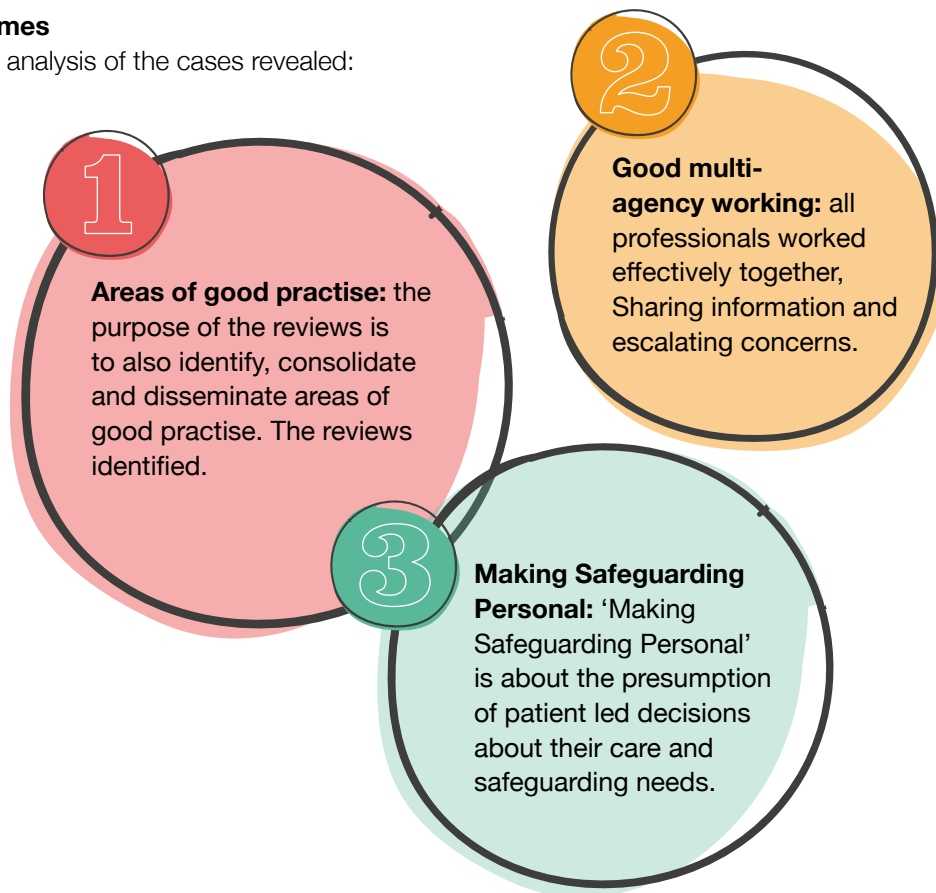 mes
analysis of the cases revealed:
1
Areas of good practise: the
purpose of the reviews is
to also identify, consolidate
and disseminate areas of
good practise. The reviews
identified.
2
Good multi-
agency working: all
professionals worked
effectively together,
Sharing information and
escalating concerns.
3
Making Safeguarding
Personal: ‘Making
Safeguarding Personal’
is about the presumption
of patient led decisions
about their care and
safeguarding needs.